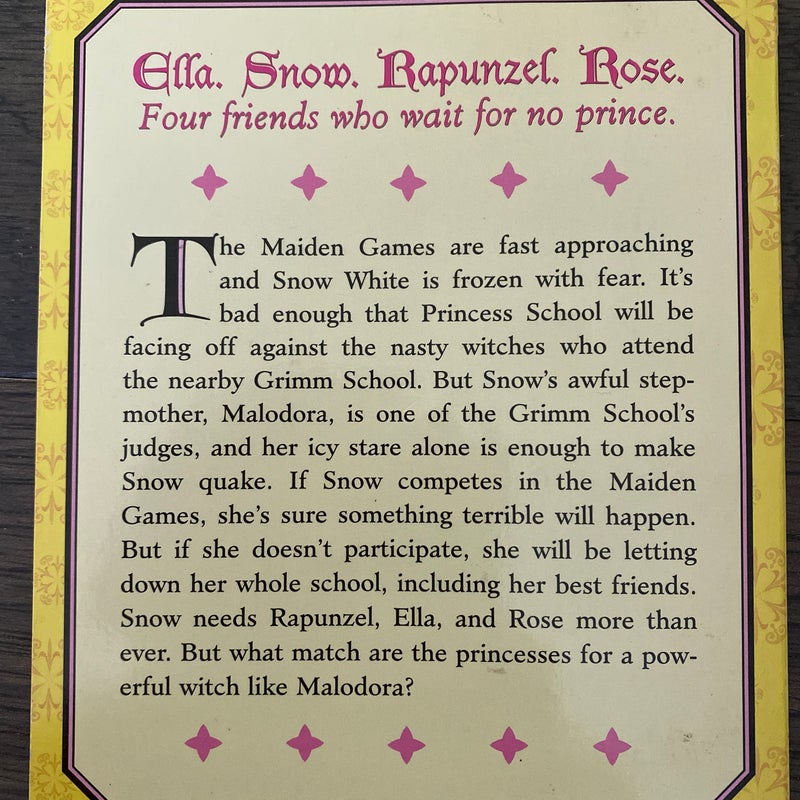 Ella. Snow. Rapunzel. Rose.
Four friends who wait for no prince.
The Maiden Games are fast approaching
and Snow White is frozen with fear. It's
bad enough that Princess School will be
facing off against the nasty witches who attend
the nearby Grimm School. But Snow's awful step-
mother, Malodora, is one of the Grimm School's
judges, and her icy stare alone is enough to make
Snow quake. If Snow competes in the Maiden
Games, she's sure something terrible will happen.
But if she doesn't participate, she will be letting
down her whole school, including her best friends.
Snow needs Rapunzel, Ella, and Rose more than
ever. But what match are the princesses for a pow-
erful witch like Malodora?